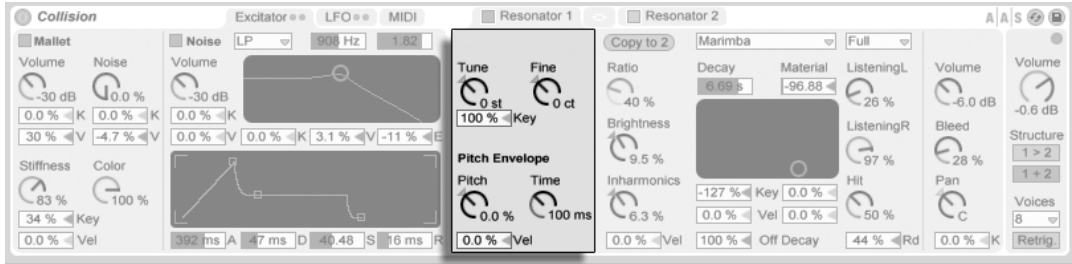 Collision Excitator LFO MIDI Resonator 1 Resonator 2 A A S
Mallet Noise LP 908 Hz 1.82 Copy to 2 Marimba Full
Volume Noise Volume Tune Fine Ratio Decay Material ListeningL Volume Volume
-30 dB 0.0 % -30 dB 0 st 0 ct 40 % 6.69 s -96.88 26 % -6.0 dB -0.6 dB
0.0 % K 0.0 % K 0.0 % K 100 % Key
30 % V -4.7 % V 0.0 % V 0.0 % K 3.1 % V -11 % E
Brightness ListeningR Bleed Structure
9.5 % 97 % 28 % 1 > 2
1 + 2
Stiffness Color Pitch Envelope
83 % 100 % Pitch Time Inharmonics Hit Pan Voices
0.0 % 100 ms 6.3 % -127 % Key 0.0 % 50 % C 8
34 % Key 0.0 % Vel 0.0 %
0.0 % Vel 392 ms A 47 ms D 40.48 S 16 ms R 0.0 % Vel 0.0 % Vel 100 % Off Decay 44 % Rd 0.0 % K Retrig.